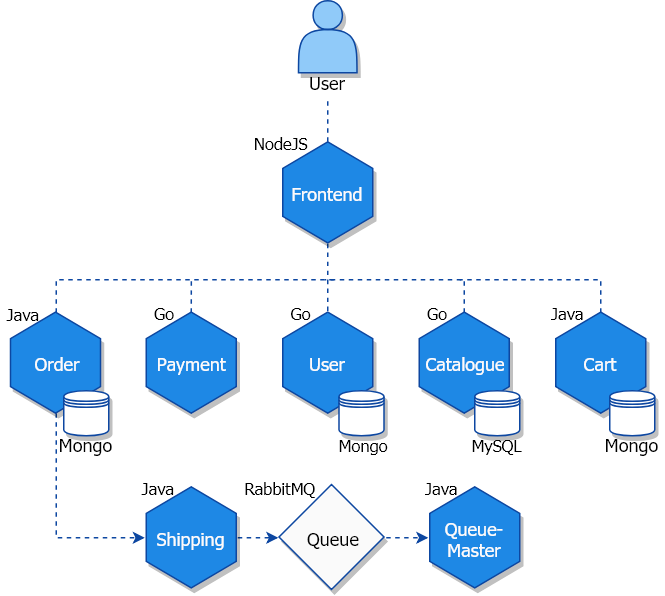 User
NodeJS
Frontend
Java
Go
Go
Go
Java
Order
Payment
User
Catalogue
Cart
Mongo
Mongo
MySQL
Mongo
Java
RabbitMQ
Java
Shipping
Queue
Queue-
Master